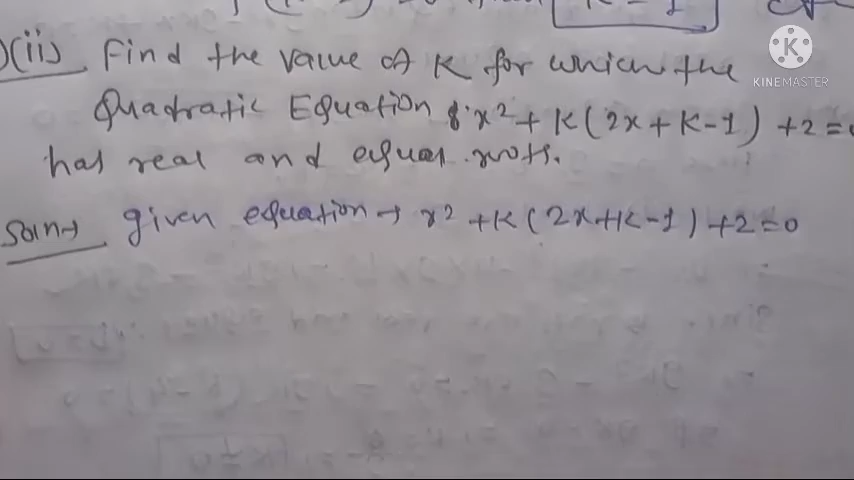 K
KINEMASTER
(ii) Find the value of K for which the
Quadratic Equation x² + K(2x + K-1) + 2 =
has real and equal roots.
Soln→ given equation → x² + K(2x+K-1) + 2 = 0